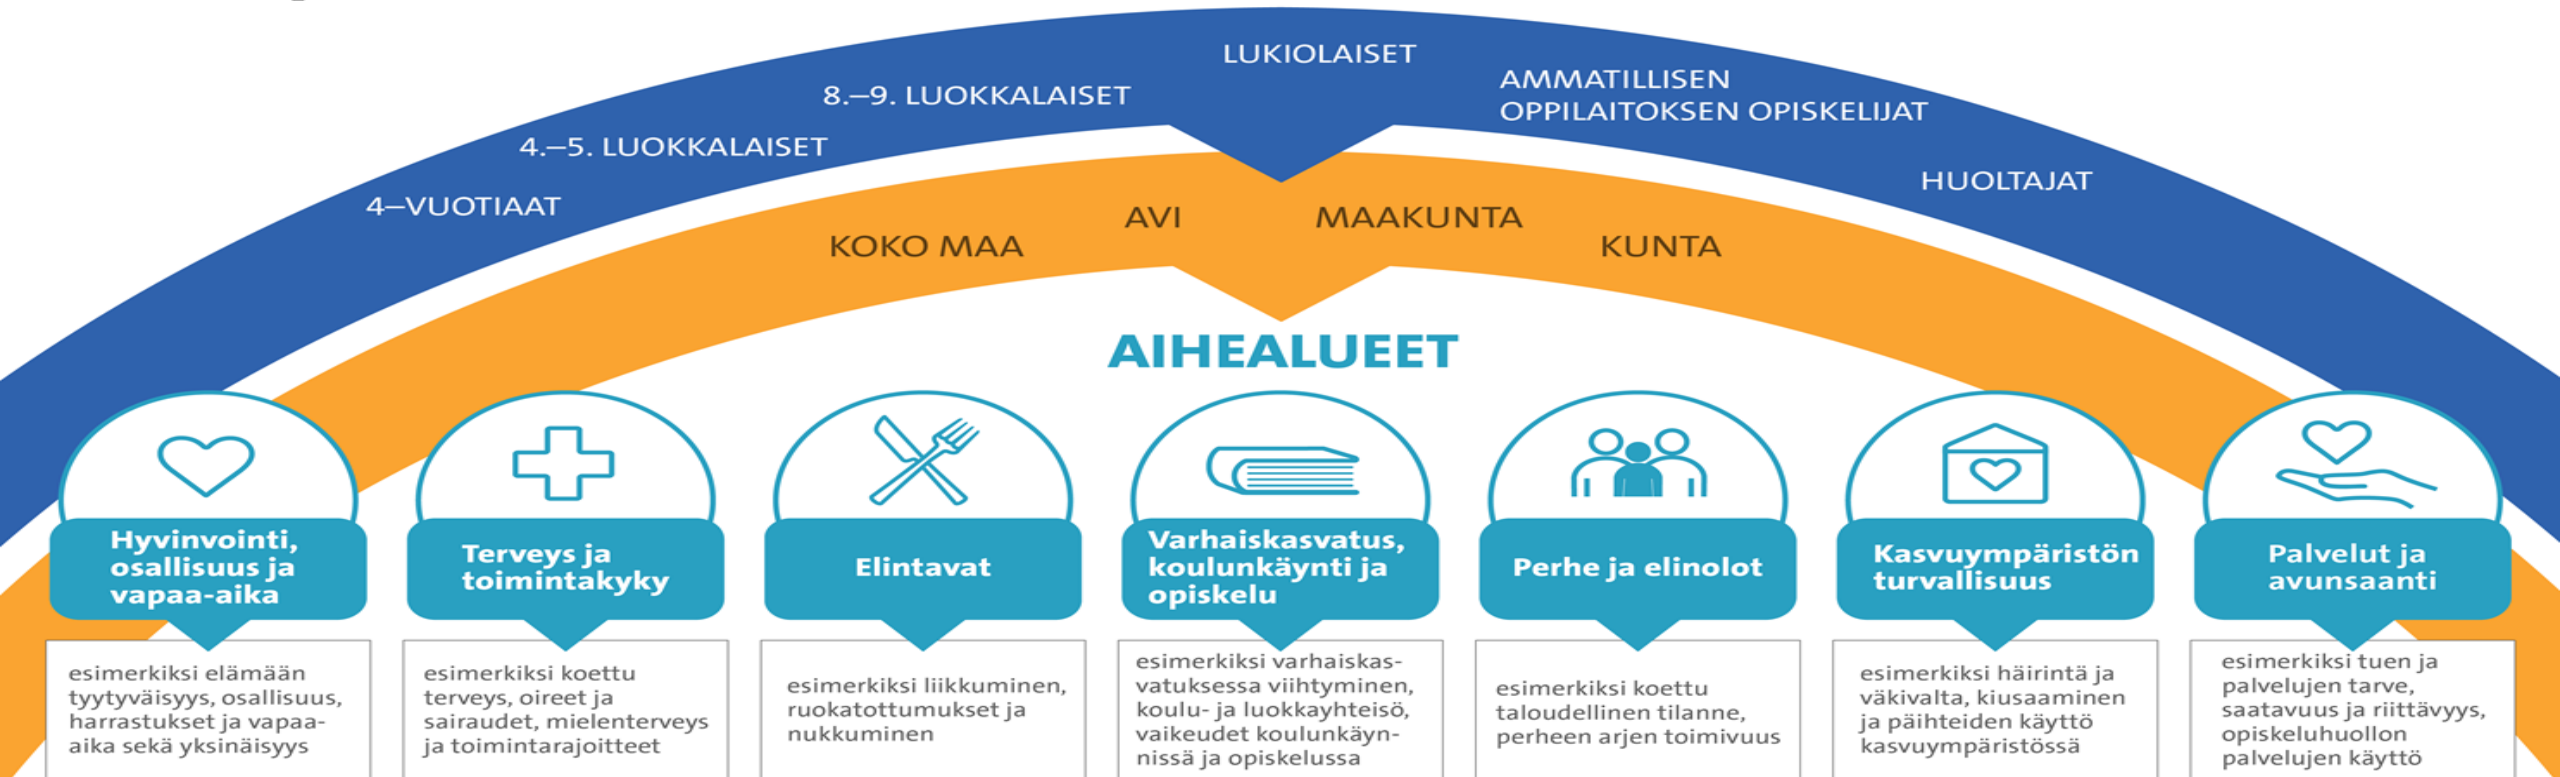 LUKIOLAISET
AMMATILLISEN
OPPILAITOKSEN OPISKELIJAT
8.–9. LUOKKALAISET
4.–5. LUOKKALAISET
4–VUOTIAAT
HUOLTAJAT
KOKO MAA
AVI
MAAKUNTA
KUNTA
AIHEALUEET
Hyvinvointi,
osallisuus ja
vapaa-aika
esimerkiksi elämään
tyytyväisyys, osallisuus,
harrastukset ja vapaa-
aika sekä yksinäisyys
Terveys ja
toimintakyky
esimerkiksi koettu
terveys, oireet ja
sairaudet, mielenterveys
ja toimintarajoitteet
Elintavat
esimerkiksi liikkuminen,
ruokatottumukset ja
nukkuminen
Varhaiskasvatus,
koulunkäynti ja
opiskelu
esimerkiksi varhaiskas-
vatuksessa viihtyminen,
koulu- ja luokkayhteisö,
vaikeudet koulunkäyn-
nissä ja opiskelussa
Perhe ja elinolot
esimerkiksi koettu
taloudellinen tilanne,
perheen arjen toimivuus
Kasvuympäristön
turvallisuus
esimerkiksi häirintä ja
väkivalta, kiusaaminen
ja päihteiden käyttö
kasvuympäristössä
Palvelut ja
avunsaanti
esimerkiksi tuen ja
palvelujen tarve,
saatavuus ja riittävyys,
opiskeluhuollon
palvelujen käyttö